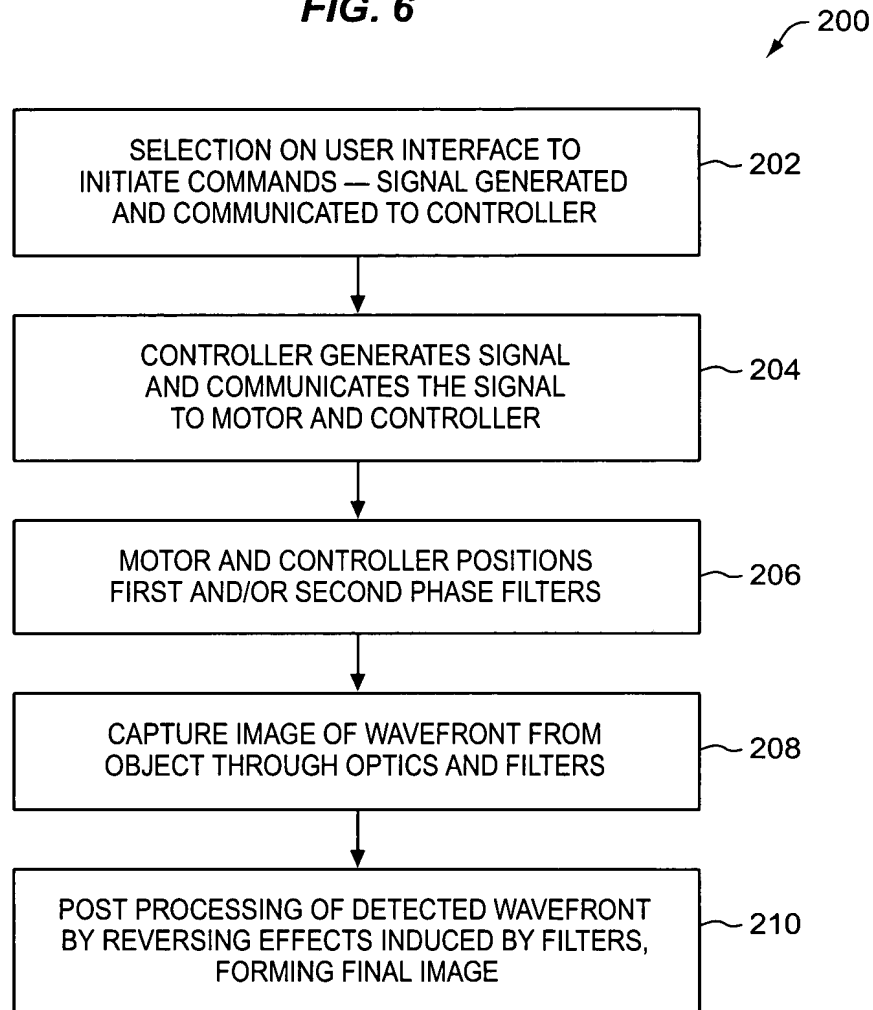 FIG. 6
200
SELECTION ON USER INTERFACE TO
INITIATE COMMANDS — SIGNAL GENERATED
AND COMMUNICATED TO CONTROLLER
202
CONTROLLER GENERATES SIGNAL
AND COMMUNICATES THE SIGNAL
TO MOTOR AND CONTROLLER
204
MOTOR AND CONTROLLER POSITIONS
FIRST AND/OR SECOND PHASE FILTERS
206
CAPTURE IMAGE OF WAVEFRONT FROM
OBJECT THROUGH OPTICS AND FILTERS
208
POST PROCESSING OF DETECTED WAVEFRONT
BY REVERSING EFFECTS INDUCED BY FILTERS,
FORMING FINAL IMAGE
210